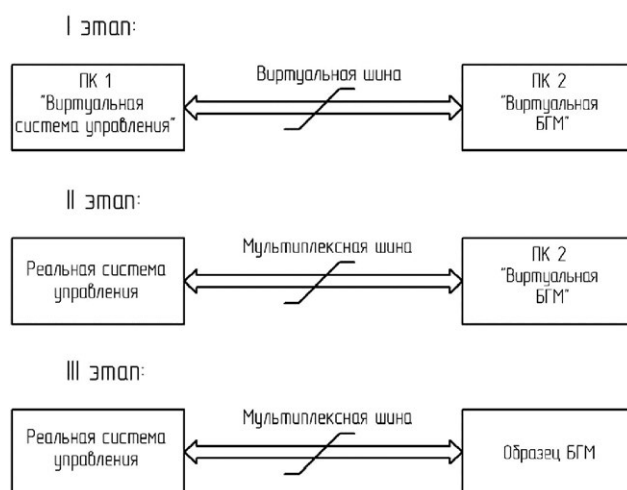 I этап:
ПК 1
"Виртуальная
система управления"
Виртуальная шина
ПК 2
"Виртуальная
БГМ"
II этап:
Реальная система
управления
Мультиплексная шина
ПК 2
"Виртуальная
БГМ"
III этап:
Реальная система
управления
Мультиплексная шина
Образец БГМ